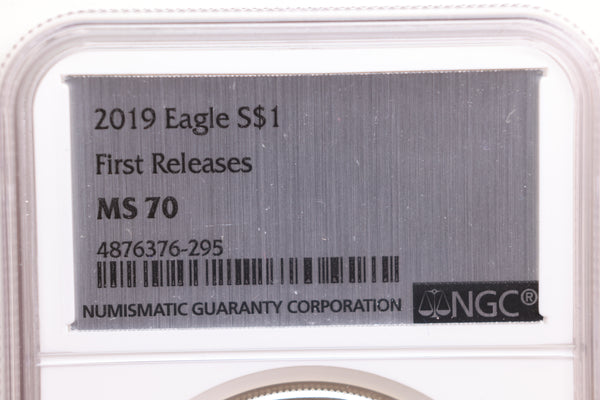 2019 Eagle S$1
First Releases
MS 70
4876376-295
NUMISMATIC GUARANTY CORPORATION
NGC®